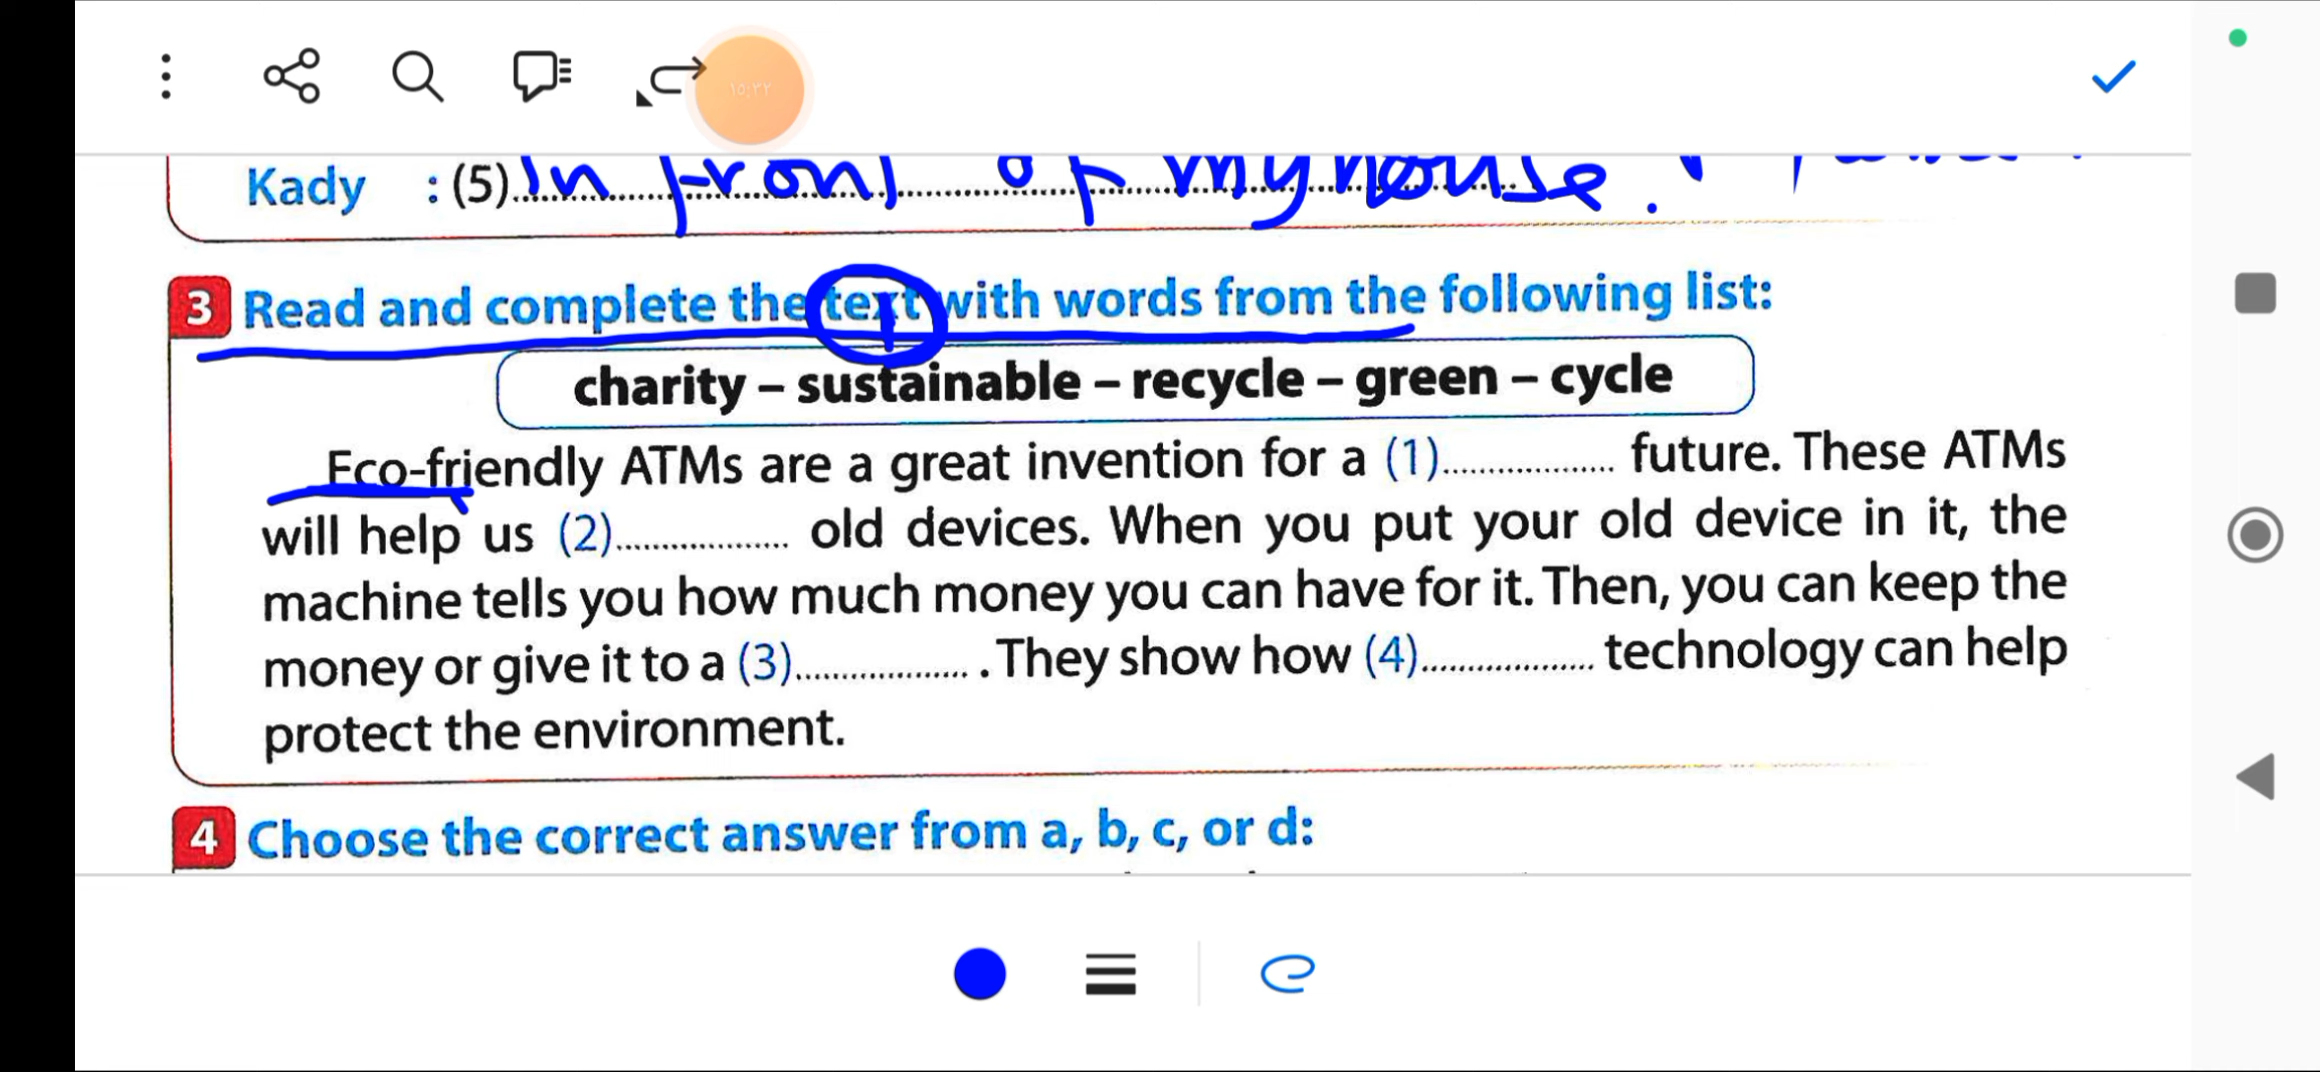 ١٥:٢٢
Kady : (5) In front of my house.
3 Read and complete the text with words from the following list:
charity – sustainable – recycle – green – cycle
Eco-friendly ATMs are a great invention for a (1).................. future. These ATMs
will help us (2).................. old devices. When you put your old device in it, the
machine tells you how much money you can have for it. Then, you can keep the
money or give it to a (3).................. . They show how (4).................. technology can help
protect the environment.
4 Choose the correct answer from a, b, c, or d: